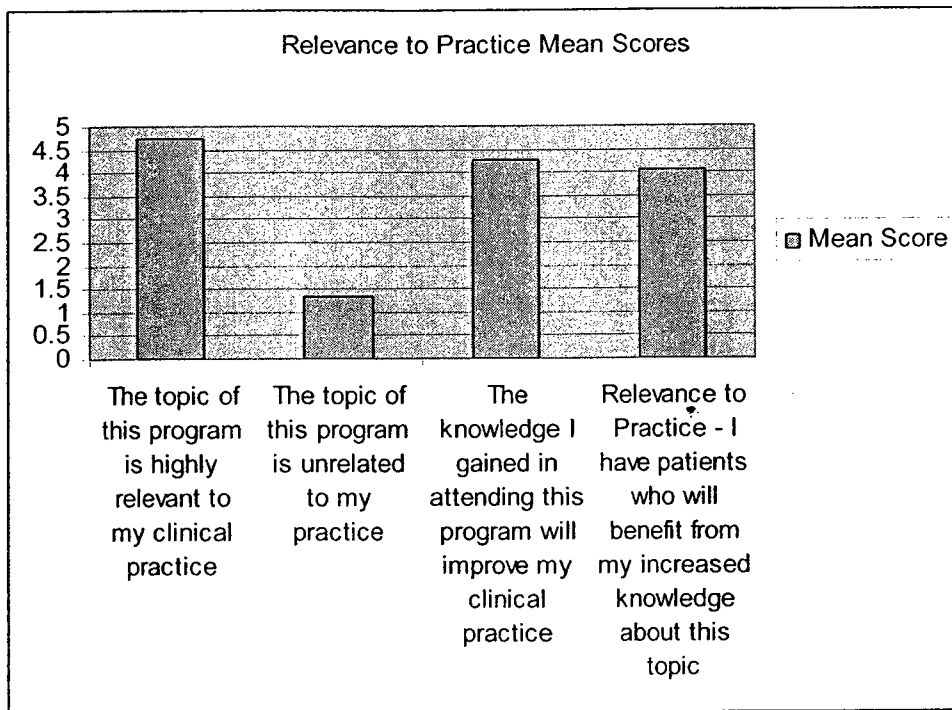 Relevance to Practice Mean Scores
5
4.5
4
3.5
3
2.5
2
1.5
1
0.5
0
Mean Score
The topic of
this program
is highly
relevant to
my clinical
practice
The topic of
this program
is unrelated
to my
practice
The
knowledge I
gained in
attending this
program will
improve my
clinical
practice
Relevance to
Practice - I
have patients
who will
benefit from
my increased
knowledge
about this
topic